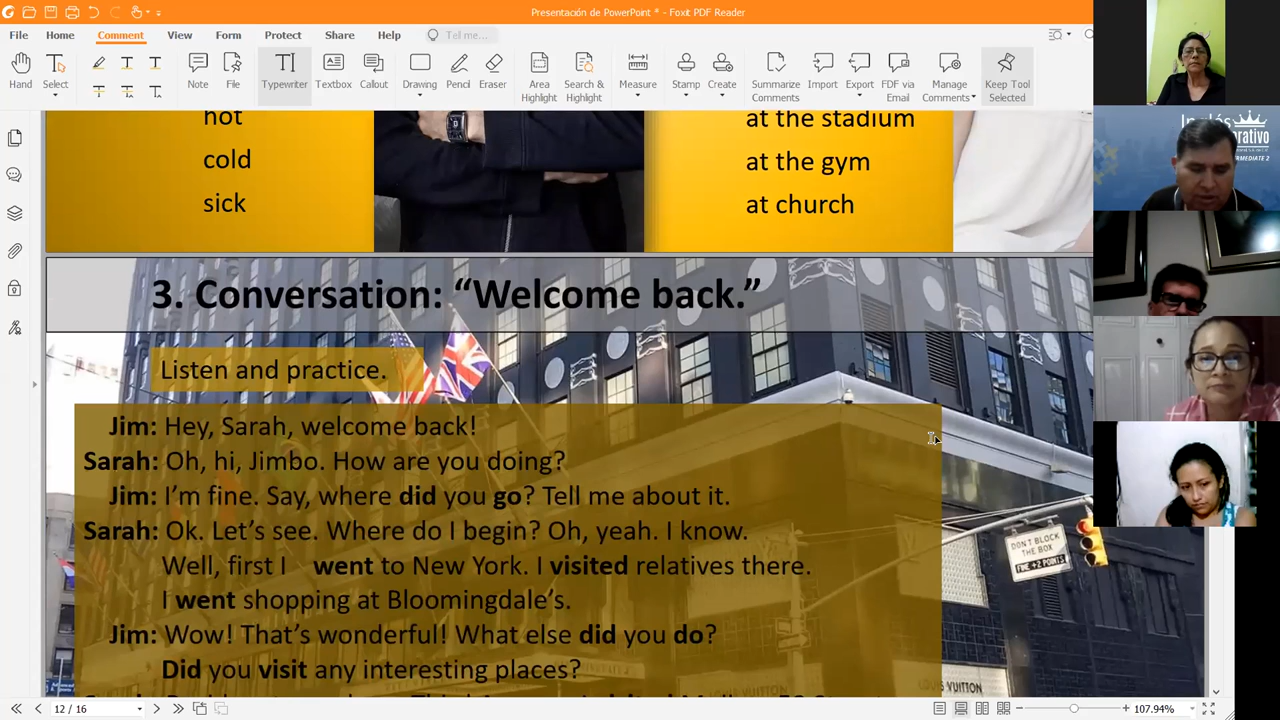 Presentación de PowerPoint * - Foxit PDF Reader
File Home Comment View Form Protect Share Help Tell me...
Hand Select Note File Typewriter Textbox Callout Drawing Pencil Eraser Area Highlight Search & Highlight Measure Stamp Create Summarize Comments Import Export PDF via Email Manage Comments Keep Tool Selected
hot
cold
sick
at the stadium
at the gym
at church
3. Conversation: “Welcome back.”
Listen and practice.
Jim: Hey, Sarah, welcome back!
Sarah: Oh, hi, Jimbo. How are you doing?
Jim: I’m fine. Say, where did you go? Tell me about it.
Sarah: Ok. Let’s see. Where do I begin? Oh, yeah. I know.
Well, first I went to New York. I visited relatives there.
I went shopping at Bloomingdale’s.
Jim: Wow! That’s wonderful! What else did you do?
Did you visit any interesting places?
DON'T BLOCK
THE BOX
FINE +2 POINTS
LOUIS VUITTON
12 / 16
107.94%